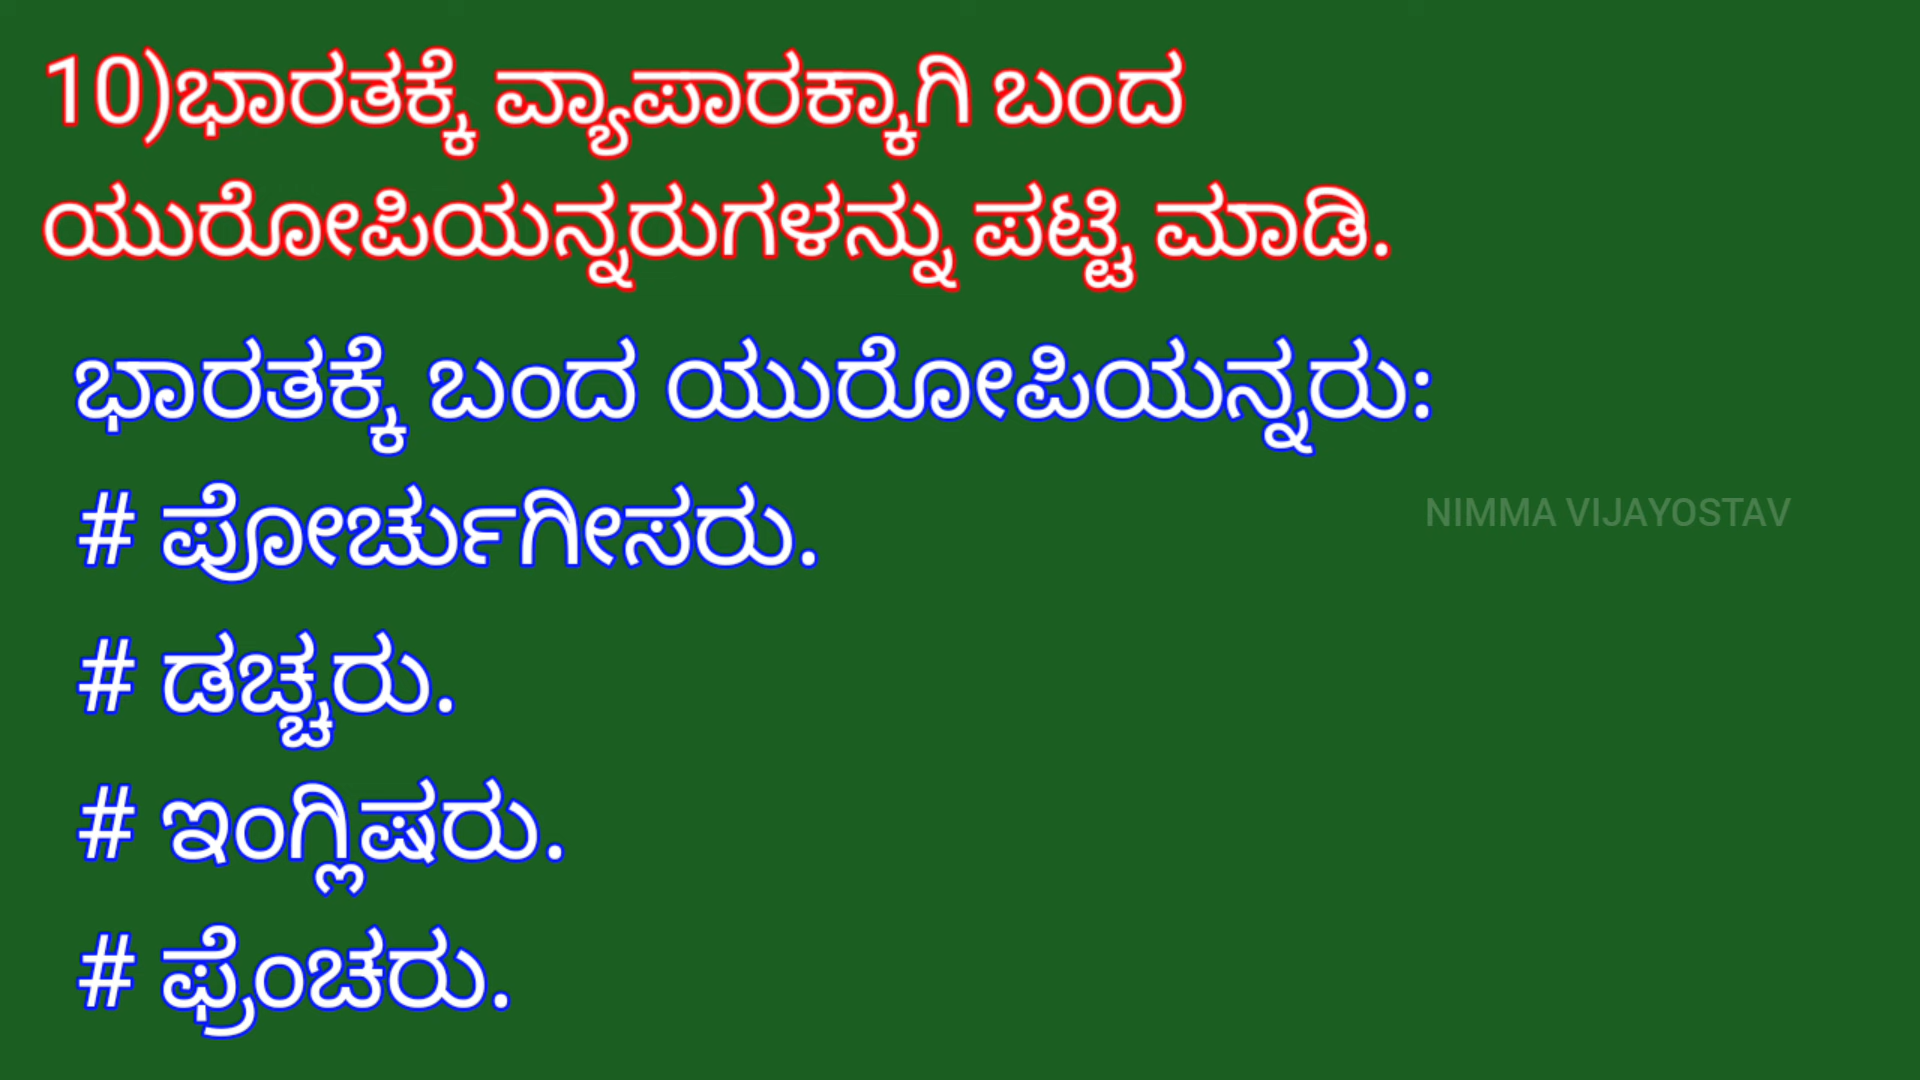 10)ಭಾರತಕ್ಕೆ ವ್ಯಾಪಾರಕ್ಕಾಗಿ ಬಂದ
ಯುರೋಪಿಯನ್ನರುಗಳನ್ನು ಪಟ್ಟಿ ಮಾಡಿ.
ಭಾರತಕ್ಕೆ ಬಂದ ಯುರೋಪಿಯನ್ನರು:
# ಪೋರ್ಚುಗೀಸರು.
NIMMA VIJAYOSTAV
# ಡಚ್ಚರು.
# ಇಂಗ್ಲಿಷರು.
# ಫ್ರೆಂಚರು.